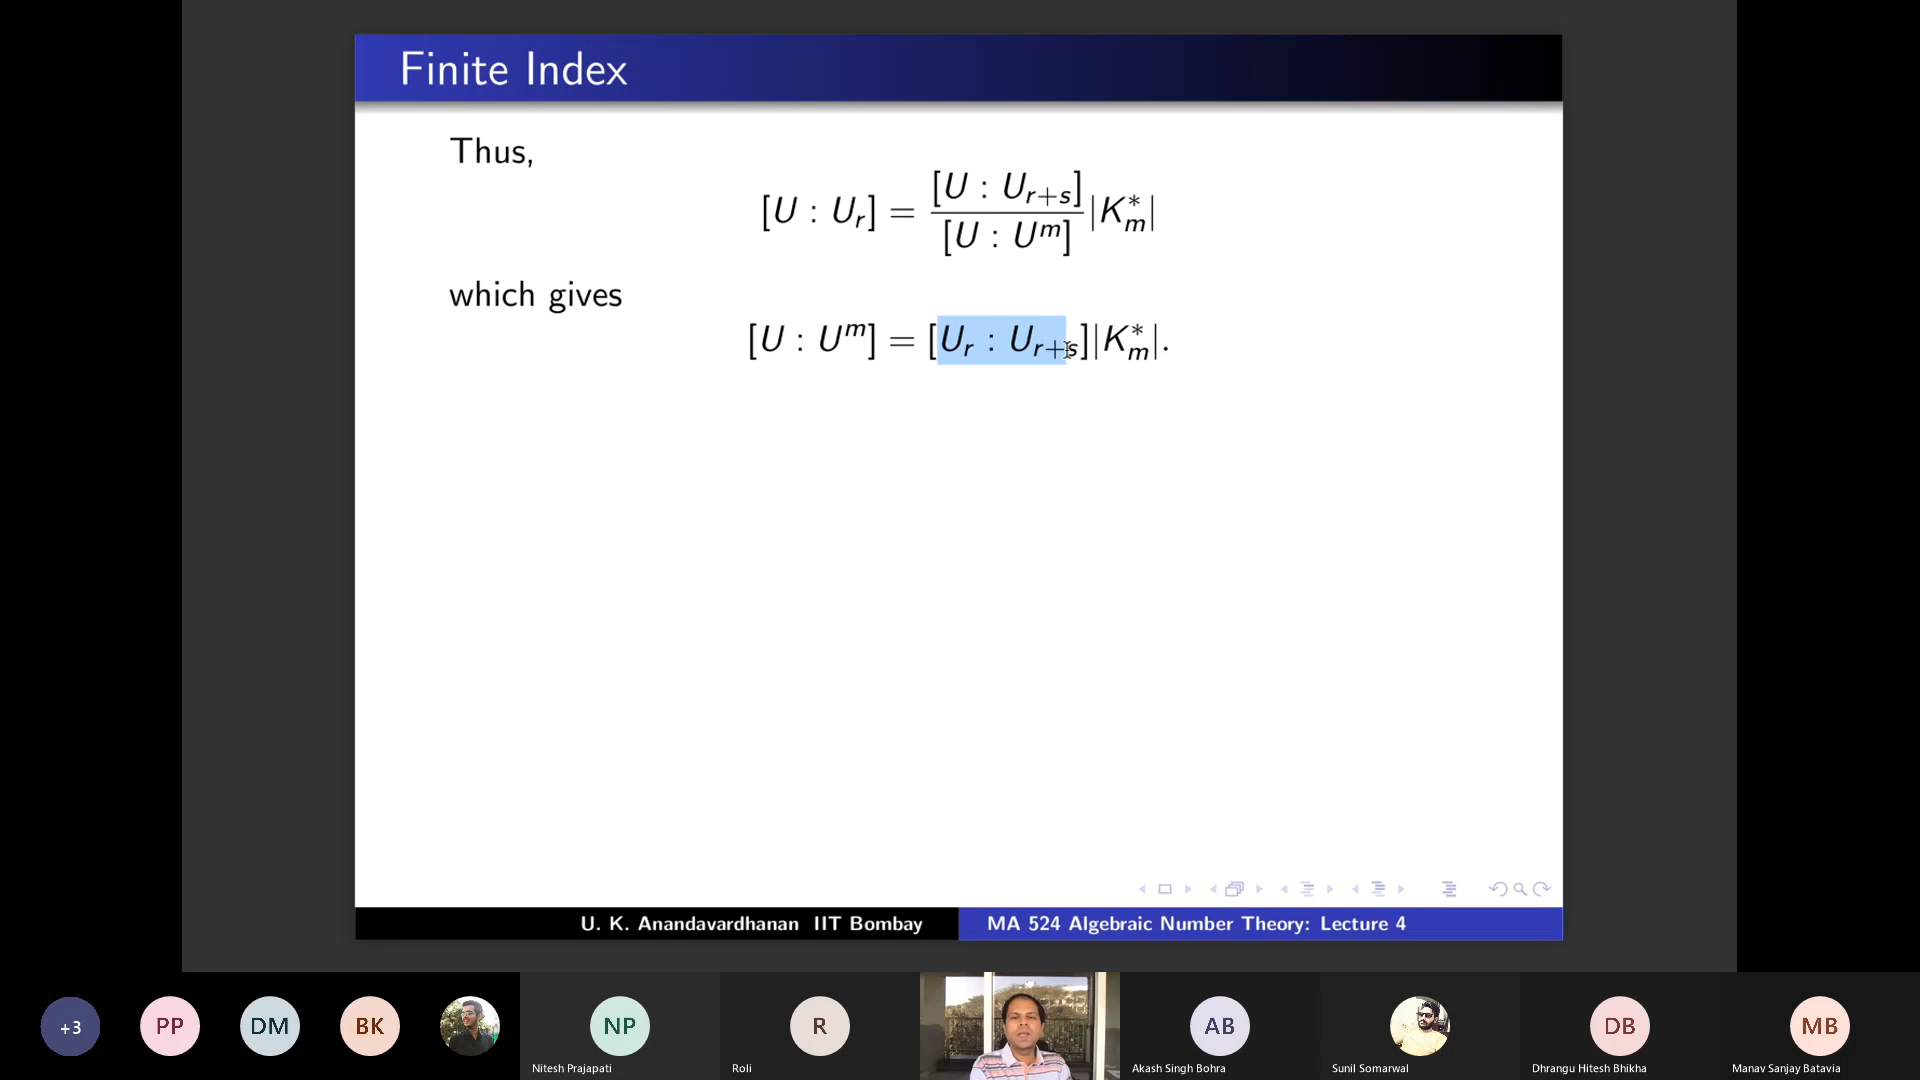 Finite Index
Thus,
[U : U_r] = \frac{[U : U_{r+s}]}{[U : U^m]} |K_m^*|
which gives
[U : U^m] = [U_r : U_{r+s}]|K_m^*|.
U. K. Anandavardhanan IIT Bombay MA 524 Algebraic Number Theory: Lecture 4
+3 PP DM BK NP R AB DB MB
Nitesh Prajapati Roli Akash Singh Bohra Sunil Somarwal Dhrangu Hitesh Bhikha Manav Sanjay Batavia